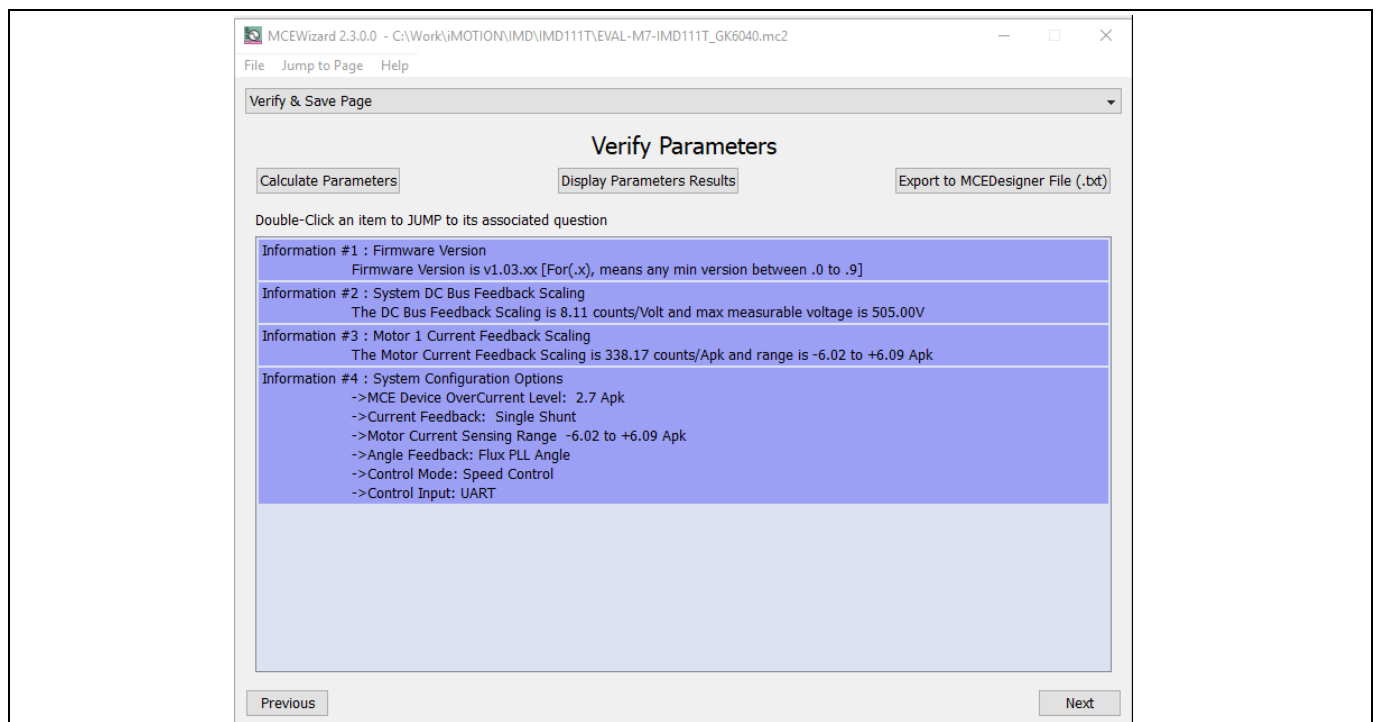 MCEWizard 2.3.0.0 - C:\Work\iMOTION\IMD\IMD111T\EVAL-M7-IMD111T_GK6040.mc2
File Jump to Page Help
Verify & Save Page
Verify Parameters
Calculate Parameters Display Parameters Results Export to MCEDesigner File (.txt)
Double-Click an item to JUMP to its associated question
Information #1 : Firmware Version
Firmware Version is v1.03.xx [For(.x), means any min version between .0 to .9]
Information #2 : System DC Bus Feedback Scaling
The DC Bus Feedback Scaling is 8.11 counts/Volt and max measurable voltage is 505.00V
Information #3 : Motor 1 Current Feedback Scaling
The Motor Current Feedback Scaling is 338.17 counts/Apk and range is -6.02 to +6.09 Apk
Information #4 : System Configuration Options
->MCE Device OverCurrent Level: 2.7 Apk
->Current Feedback: Single Shunt
->Motor Current Sensing Range -6.02 to +6.09 Apk
->Angle Feedback: Flux PLL Angle
->Control Mode: Speed Control
->Control Input: UART
Previous Next